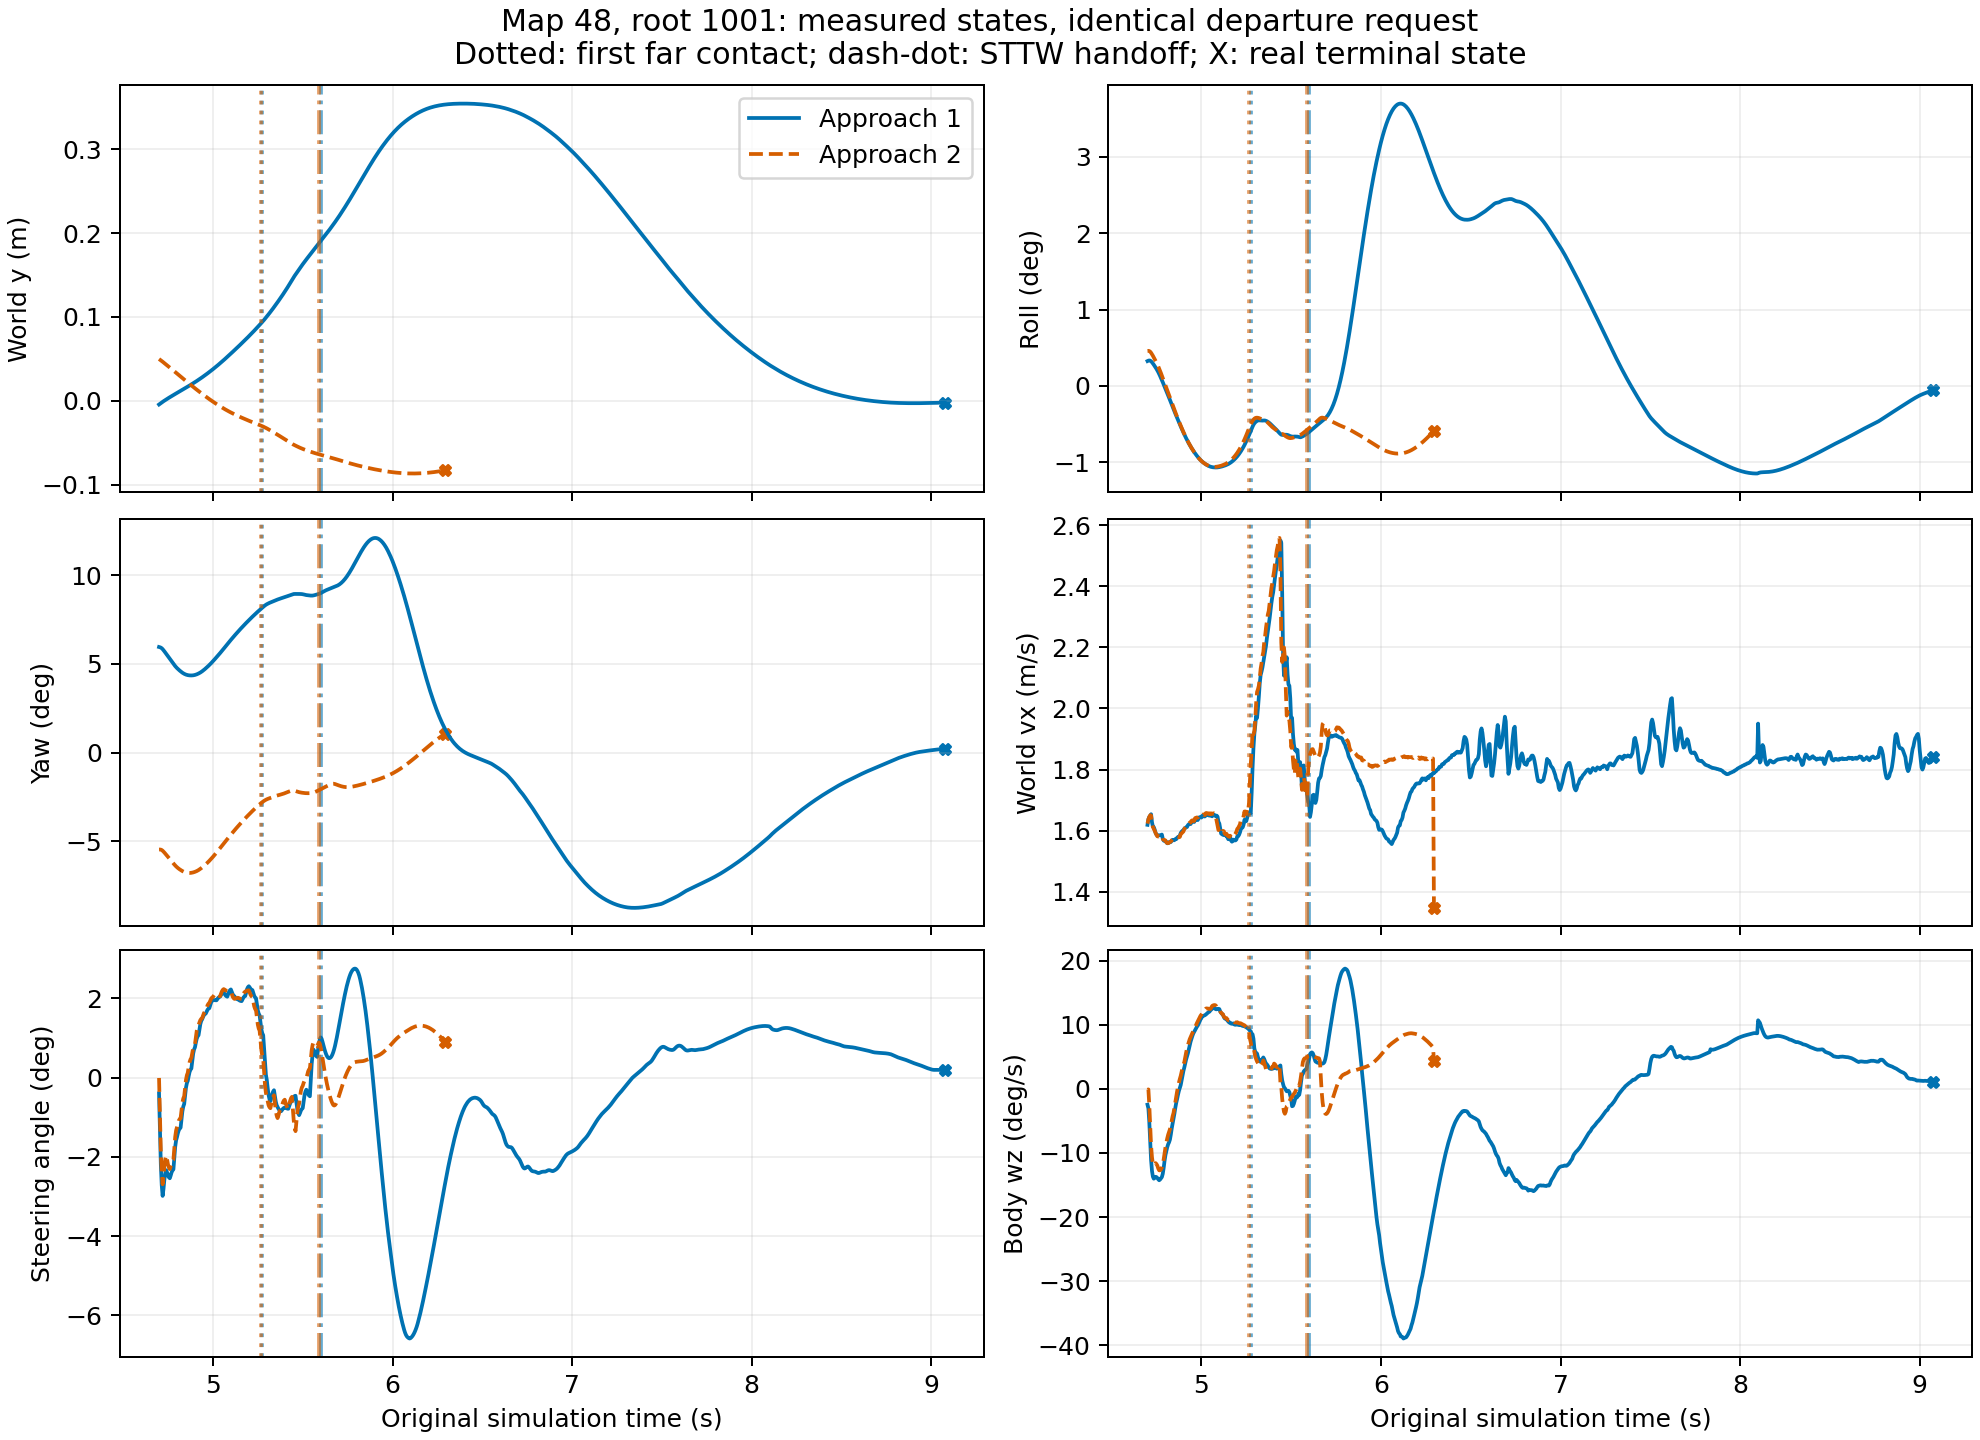 Map 48, root 1001: measured states, identical departure request
Dotted: first far contact; dash-dot: STTW handoff; X: real terminal state
World y (m)
0.3
0.2
0.1
0.0
−0.1
Approach 1
Approach 2
Roll (deg)
3
2
1
0
−1
Yaw (deg)
10
5
0
−5
World vx (m/s)
2.6
2.4
2.2
2.0
1.8
1.6
1.4
Steering angle (deg)
2
0
−2
−4
−6
5 6 7 8 9
Original simulation time (s)
Body wz (deg/s)
20
10
0
−10
−20
−30
−40
5 6 7 8 9
Original simulation time (s)